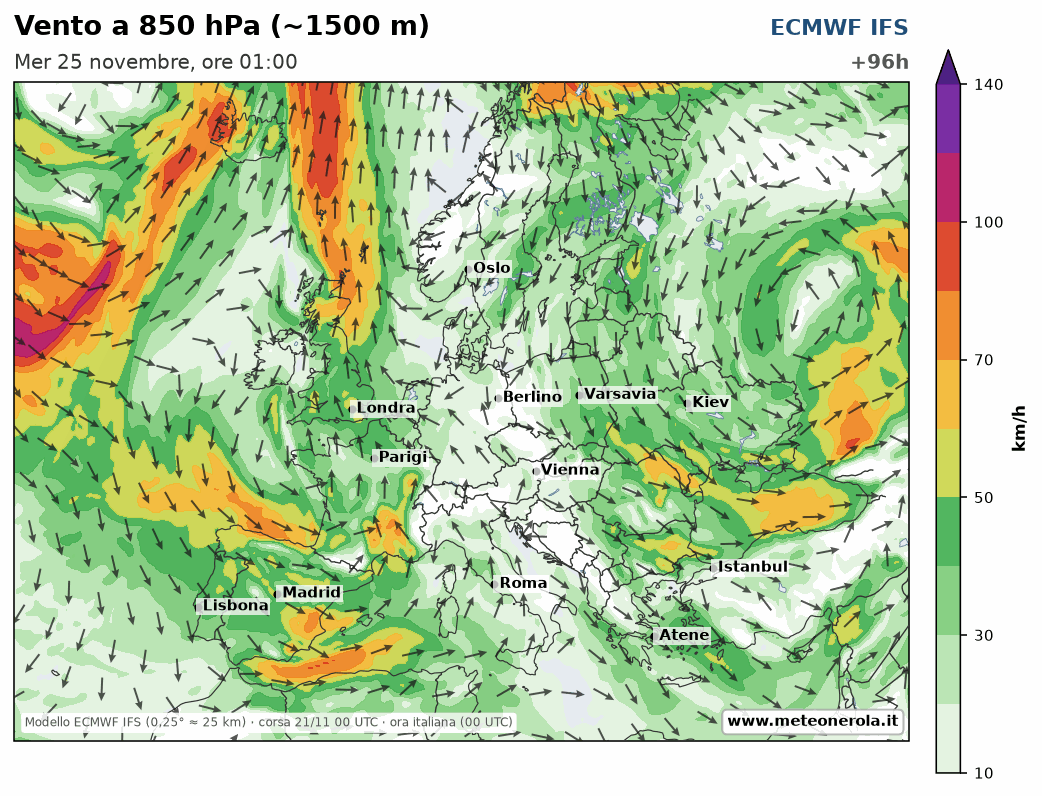 Vento a 850 hPa (~1500 m)
ECMWF IFS
Mer 25 novembre, ore 01:00
+96h
140
100
70
50
30
10
km/h
Oslo
Berlino
Varsavia
Kiev
Londra
Parigi
Vienna
Istanbul
Roma
Madrid
Lisbona
Atene
Modello ECMWF IFS (0,25° ≈ 25 km) · corsa 21/11 00 UTC · ora italiana (00 UTC)
www.meteonerola.it